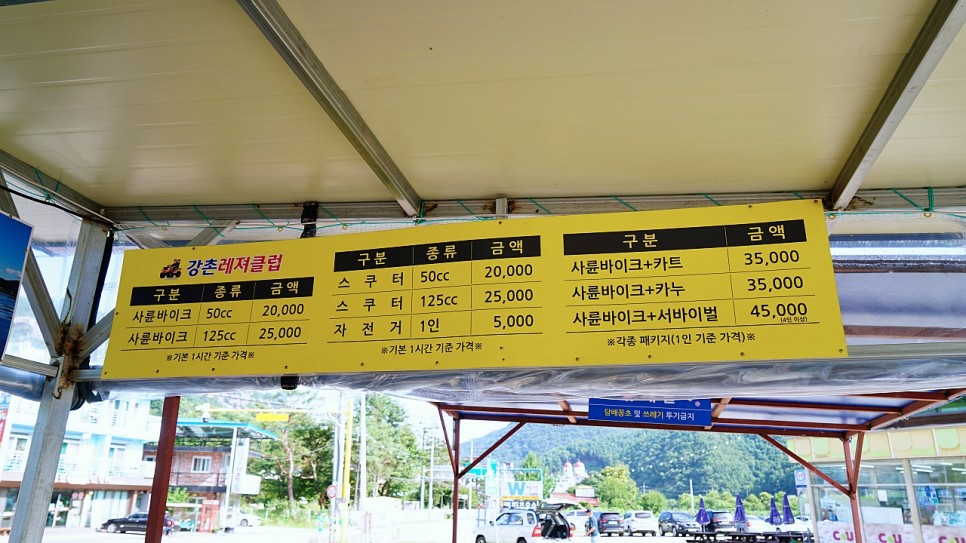 강촌레져클럽
구분 종류 금액
사륜바이크 50cc 20,000
사륜바이크 125cc 25,000
※기본 1시간 기준 가격※
구분 종류 금액
스쿠터 50cc 20,000
스쿠터 125cc 25,000
자전거 1인 5,000
※기본 1시간 기준 가격※
구분 금액
사륜바이크+카트 35,000
사륜바이크+카누 35,000
사륜바이크+서바이벌 45,000
(4인 이상)
※각종 패키지(1인 기준 가격)※
담배꽁초 및 쓰레기 투기금지
W
CU
CU